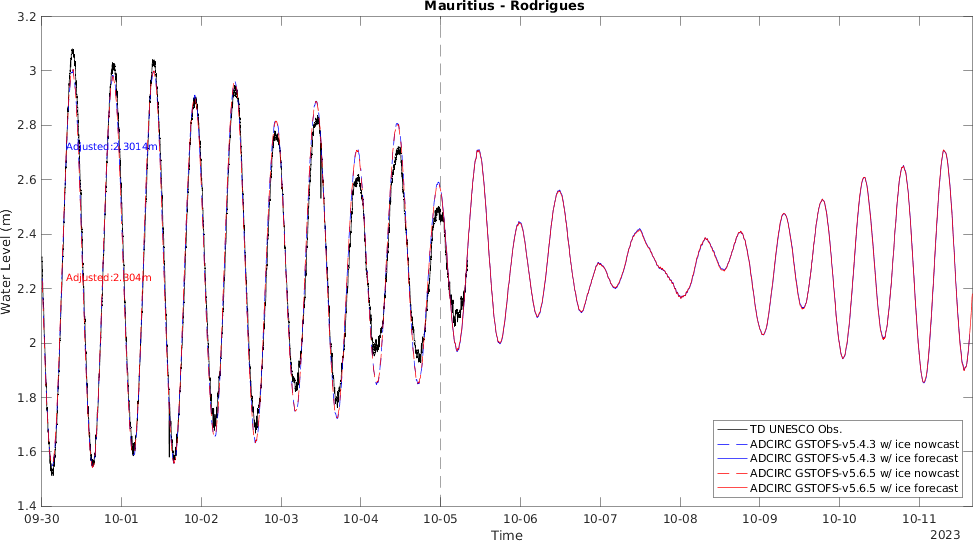 Mauritius - Rodrigues
Water Level (m)
3.2
3
2.8
2.6
2.4
2.2
2
1.8
1.6
1.4
Adjusted:2.3014m
Adjusted:2.304m
TD UNESCO Obs.
ADCIRC GSTOFS-v5.4.3 w/ ice nowcast
ADCIRC GSTOFS-v5.4.3 w/ ice forecast
ADCIRC GSTOFS-v5.6.5 w/ ice nowcast
ADCIRC GSTOFS-v5.6.5 w/ ice forecast
09-30 10-01 10-02 10-03 10-04 10-05 10-06 10-07 10-08 10-09 10-10 10-11
Time
2023